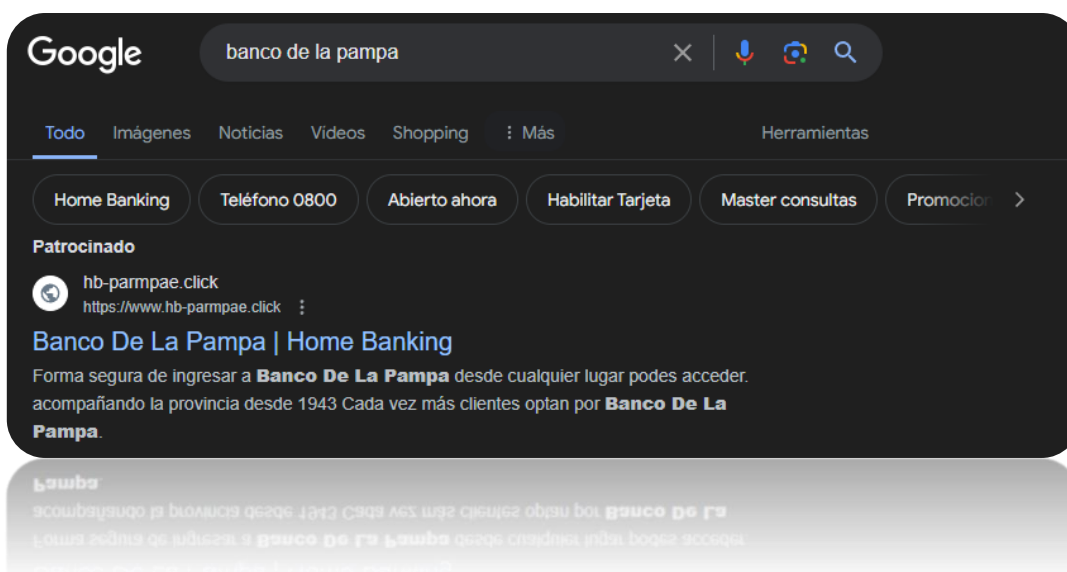 Google
banco de la pampa
Todo Imágenes Noticias Videos Shopping Más Herramientas
Home Banking Teléfono 0800 Abierto ahora Habilitar Tarjeta Master consultas Promocion
Patrocinado
hb-parmpae.click
https://www.hb-parmpae.click
Banco De La Pampa | Home Banking
Forma segura de ingresar a Banco De La Pampa desde cualquier lugar podes acceder.
acompañando la provincia desde 1943 Cada vez más clientes optan por Banco De La
Pampa.